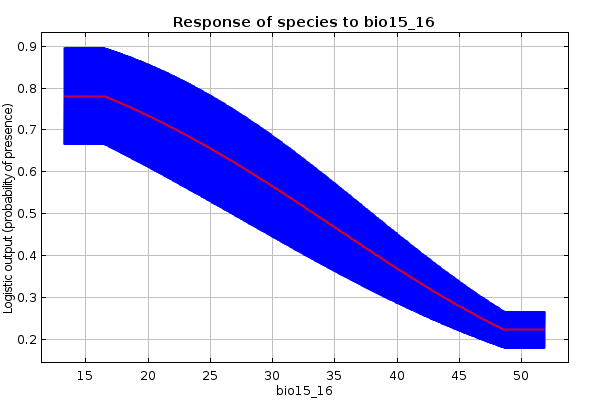 Response of species to bio15_16
Logistic output (probability of presence)
0.9
0.8
0.7
0.6
0.5
0.4
0.3
0.2
15 20 25 30 35 40 45 50
bio15_16